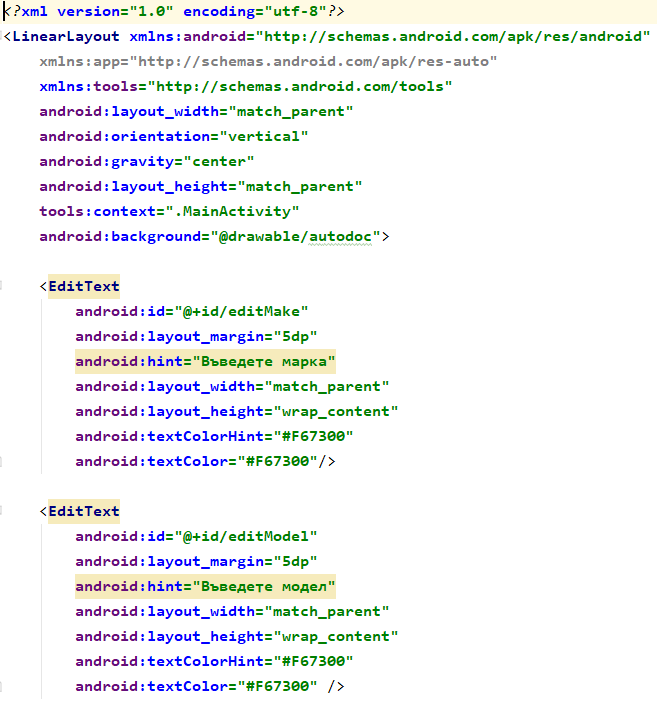 <?xml version="1.0" encoding="utf-8"?>
<LinearLayout xmlns:android="http://schemas.android.com/apk/res/android"
    xmlns:app="http://schemas.android.com/apk/res-auto"
    xmlns:tools="http://schemas.android.com/tools"
    android:layout_width="match_parent"
    android:orientation="vertical"
    android:gravity="center"
    android:layout_height="match_parent"
    tools:context=".MainActivity"
    android:background="@drawable/autodoc">

    <EditText
        android:id="@+id/editMake"
        android:layout_margin="5dp"
        android:hint="Въведете марка"
        android:layout_width="match_parent"
        android:layout_height="wrap_content"
        android:textColorHint="#F67300"
        android:textColor="#F67300"/>

    <EditText
        android:id="@+id/editModel"
        android:layout_margin="5dp"
        android:hint="Въведете модел"
        android:layout_width="match_parent"
        android:layout_height="wrap_content"
        android:textColorHint="#F67300"
        android:textColor="#F67300" />